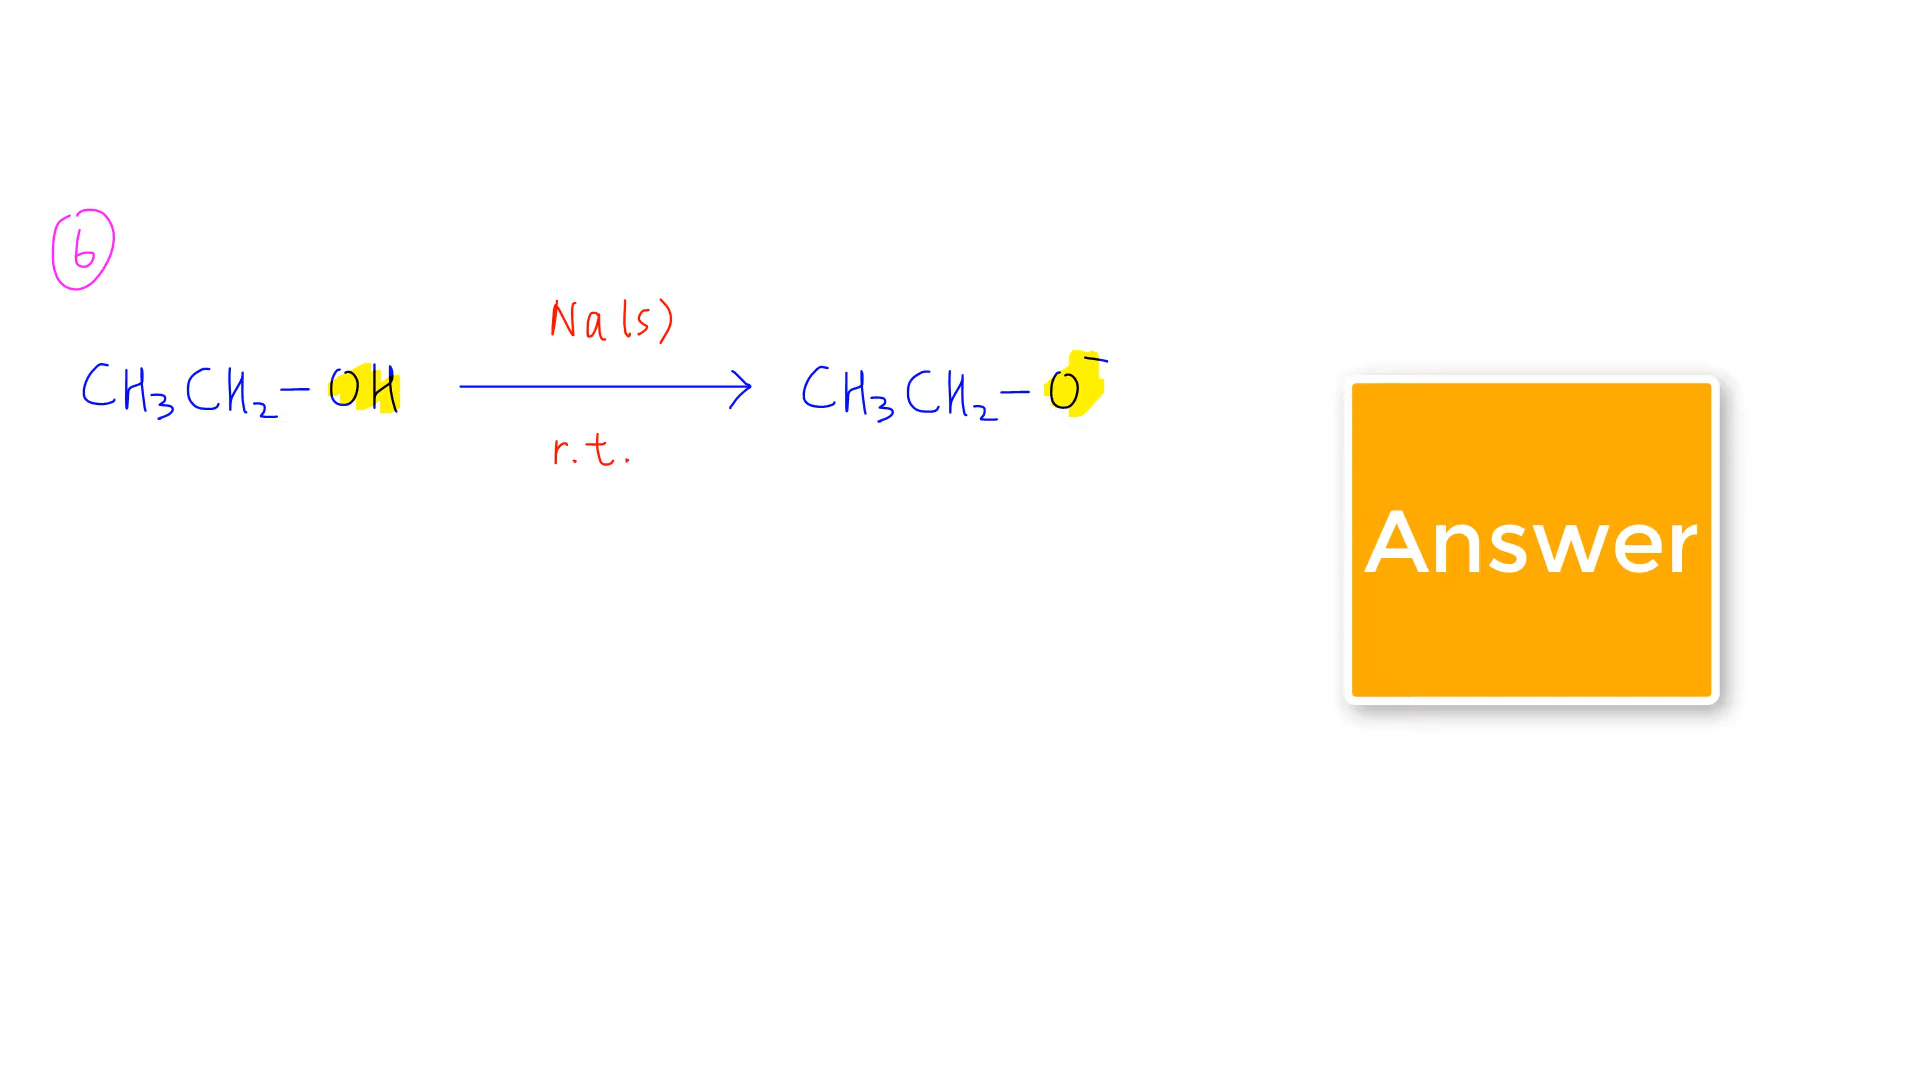 6
Na(s)
CH₃CH₂–OH ⟶ CH₃CH₂–O⁻
r.t.
Answer